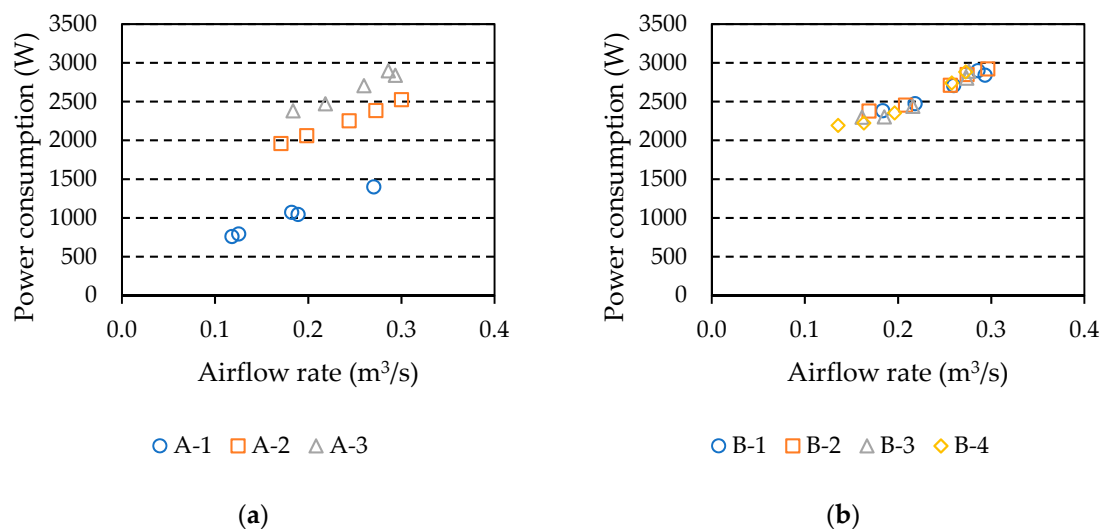 Power consumption (W)
3500
3000
2500
2000
1500
1000
500
0
0.0 0.1 0.2 0.3 0.4
Airflow rate (m³/s)
A-1 A-2 A-3
(a)
Power consumption (W)
3500
3000
2500
2000
1500
1000
500
0
0.0 0.1 0.2 0.3 0.4
Airflow rate (m³/s)
B-1 B-2 B-3 B-4
(b)